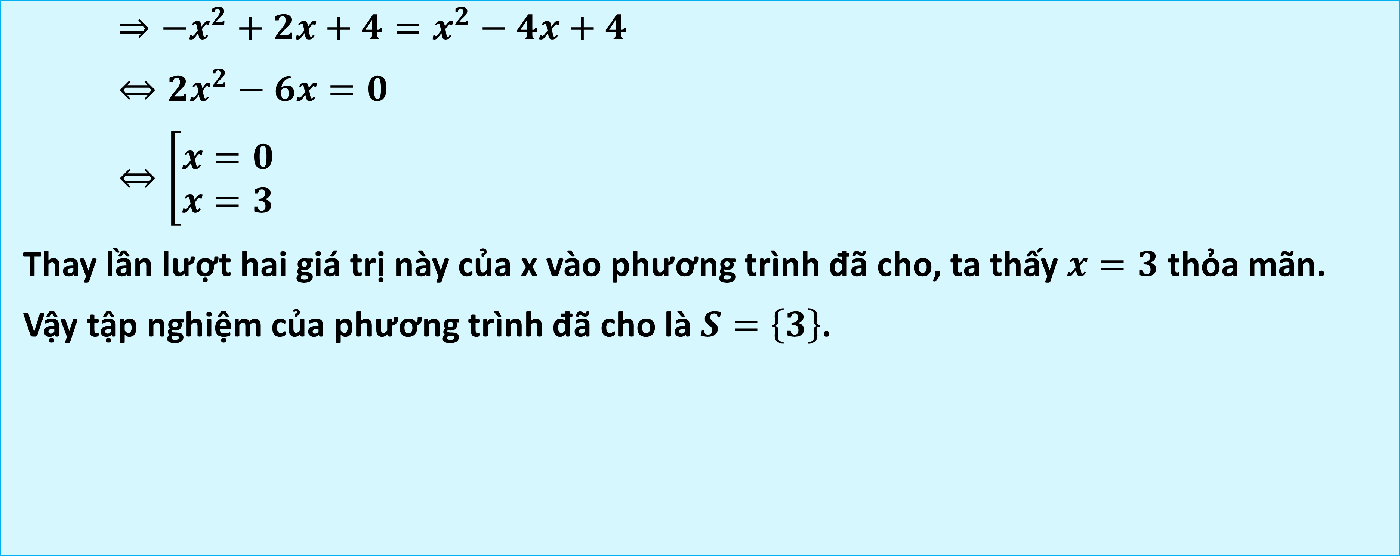 ⇒ −x² + 2x + 4 = x² − 4x + 4
⇔ 2x² − 6x = 0
⇔ [x = 0
x = 3
Thay lần lượt hai giá trị này của x vào phương trình đã cho, ta thấy x = 3 thỏa mãn.
Vậy tập nghiệm của phương trình đã cho là S = {3}.